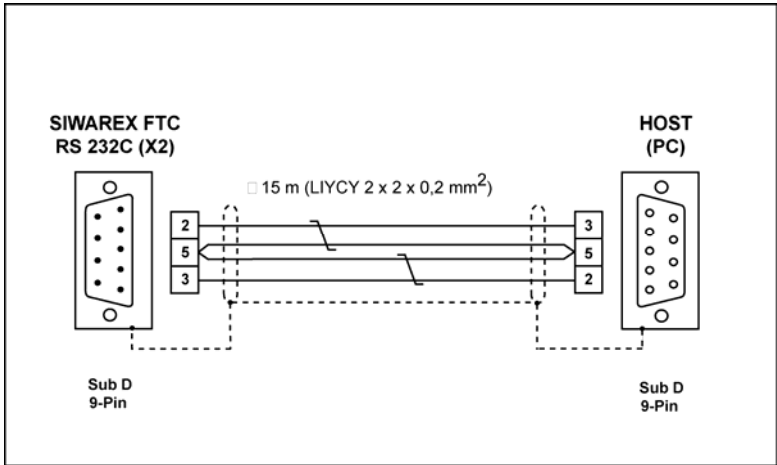 SIWAREX FTC
RS 232C (X2)
HOST
(PC)
□ 15 m (LIYCY 2 x 2 x 0,2 mm²)
2
3
5
5
3
2
Sub D
9-Pin
Sub D
9-Pin